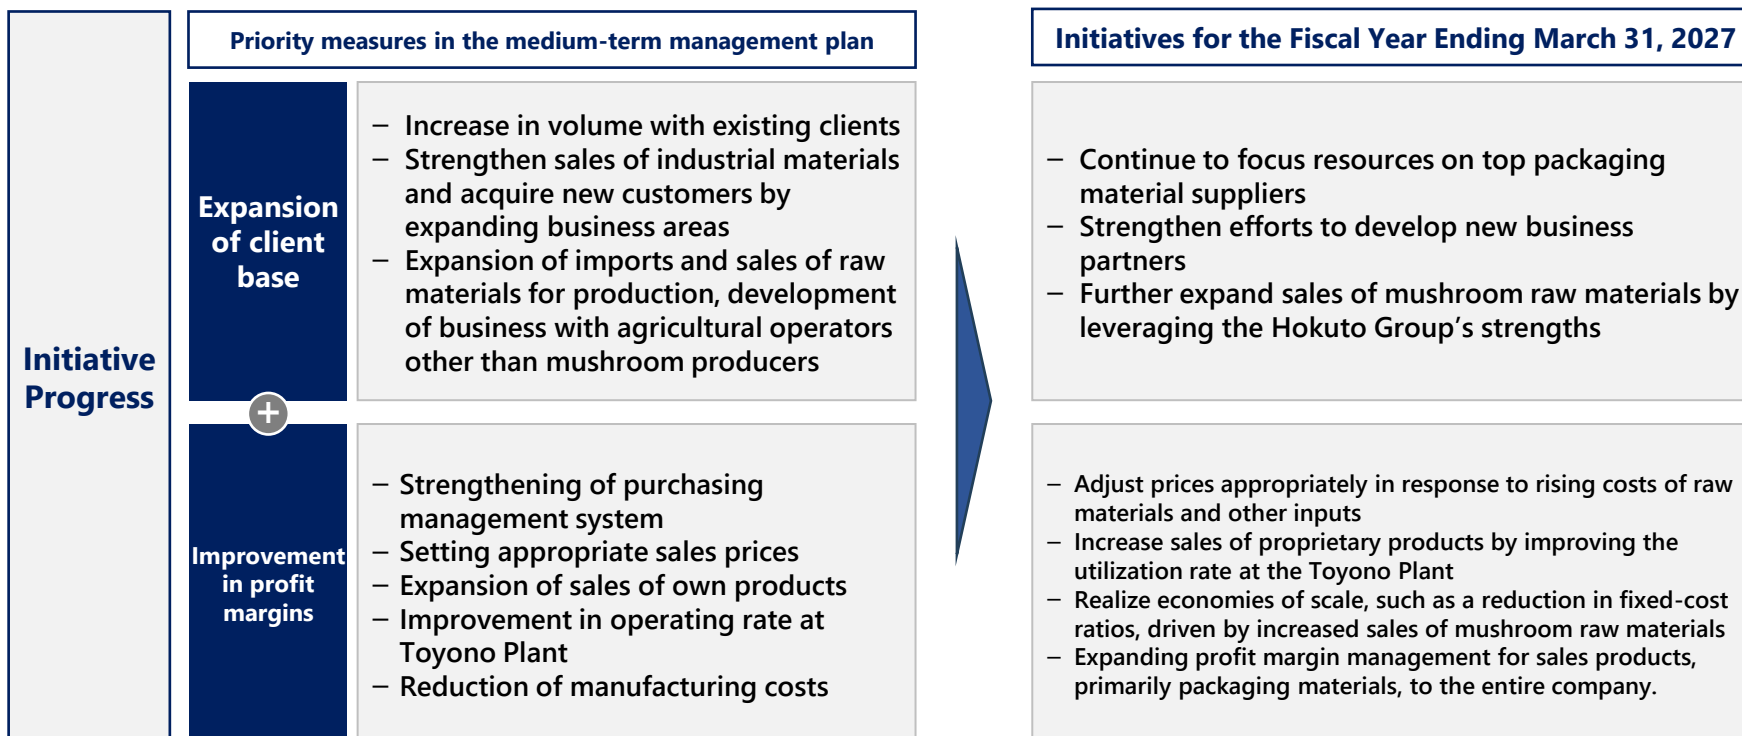 Initiative
Progress
Priority measures in the medium-term management plan
Expansion
of client
base
– Increase in volume with existing clients
– Strengthen sales of industrial materials
and acquire new customers by
expanding business areas
– Expansion of imports and sales of raw
materials for production, development
of business with agricultural operators
other than mushroom producers
+
Improvement
in profit
margins
– Strengthening of purchasing
management system
– Setting appropriate sales prices
– Expansion of sales of own products
– Improvement in operating rate at
Toyono Plant
– Reduction of manufacturing costs
Initiatives for the Fiscal Year Ending March 31, 2027
– Continue to focus resources on top packaging
material suppliers
– Strengthen efforts to develop new business
partners
– Further expand sales of mushroom raw materials by
leveraging the Hokuto Group’s strengths
– Adjust prices appropriately in response to rising costs of raw
materials and other inputs
– Increase sales of proprietary products by improving the
utilization rate at the Toyono Plant
– Realize economies of scale, such as a reduction in fixed-cost
ratios, driven by increased sales of mushroom raw materials
– Expanding profit margin management for sales products,
primarily packaging materials, to the entire company.